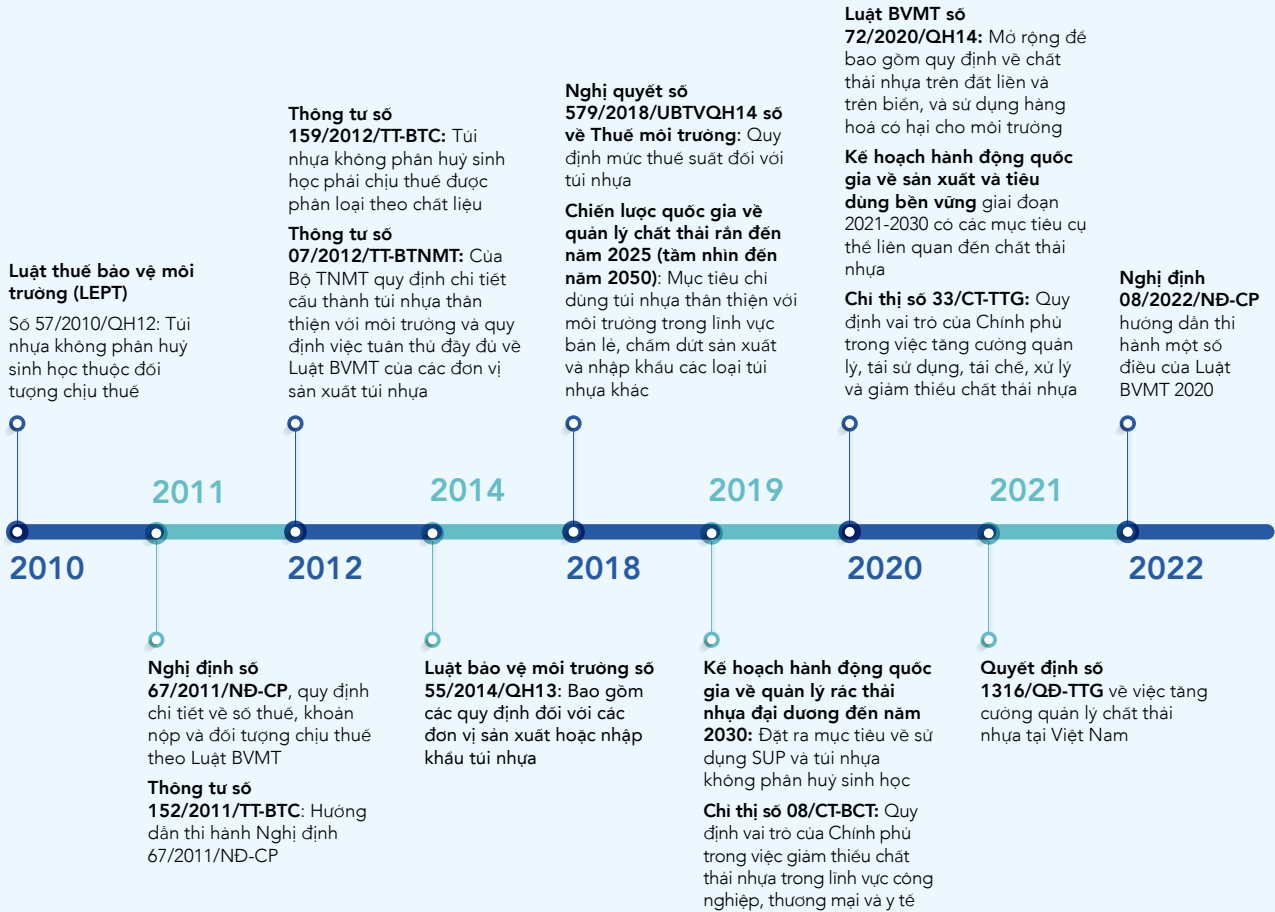 Luật thuế bảo vệ môi
trường (LEPT)
Số 57/2010/QH12: Túi
nhựa không phân huỷ
sinh học thuộc đối
tượng chịu thuế
2010
2011
Nghị định số
67/2011/NĐ-CP, quy định
chi tiết về số thuế, khoản
nộp và đối tượng chịu thuế
theo Luật BVMT
Thông tư số
152/2011/TT-BTC: Hướng
dẫn thi hành Nghị định
67/2011/NĐ-CP
Thông tư số
159/2012/TT-BTC: Túi
nhựa không phân huỷ sinh
học phải chịu thuế được
phân loại theo chất liệu
Thông tư số
07/2012/TT-BTNMT: Của
Bộ TNMT quy định chi tiết
cấu thành túi nhựa thân
thiện với môi trường và quy
định việc tuân thủ đầy đủ về
Luật BVMT của các đơn vị
sản xuất túi nhựa
2012
2014
Luật bảo vệ môi trường số
55/2014/QH13: Bao gồm
các quy định đối với các
đơn vị sản xuất hoặc nhập
khẩu túi nhựa
Nghị quyết số
579/2018/UBTVQH14 số
về Thuế môi trường: Quy
định mức thuế suất đối với
túi nhựa
Chiến lược quốc gia về
quản lý chất thải rắn đến
năm 2025 (tầm nhìn đến
năm 2050): Mục tiêu chỉ
dùng túi nhựa thân thiện với
môi trường trong lĩnh vực
bán lẻ, chấm dứt sản xuất
và nhập khẩu các loại túi
nhựa khác
2018
2019
Kế hoạch hành động quốc
gia về quản lý rác thải
nhựa đại dương đến năm
2030: Đặt ra mục tiêu về sử
dụng SUP và túi nhựa
không phân huỷ sinh học
Chỉ thị số 08/CT-BCT: Quy
định vai trò của Chính phủ
trong việc giảm thiểu chất
thải nhựa trong lĩnh vực công
nghiệp, thương mại và y tế
Luật BVMT số
72/2020/QH14: Mở rộng để
bao gồm quy định về chất
thải nhựa trên đất liền và
trên biển, và sử dụng hàng
hoá có hại cho môi trường
Kế hoạch hành động quốc
gia về sản xuất và tiêu
dùng bền vững giai đoạn
2021-2030 có các mục tiêu cụ
thể liên quan đến chất thải
nhựa
Chỉ thị số 33/CT-TTG: Quy
định vai trò của Chính phủ
trong việc tăng cường quản
lý, tái sử dụng, tái chế, xử lý
và giảm thiểu chất thải nhựa
2020
2021
Quyết định số
1316/QĐ-TTG về việc tăng
cường quản lý chất thải
nhựa tại Việt Nam
Nghị định
08/2022/NĐ-CP
hướng dẫn thi
hành một số
điều của Luật
BVMT 2020
2022